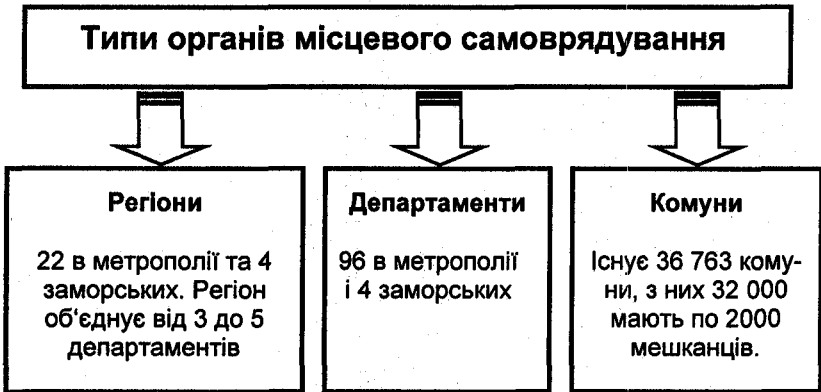 Типи органів місцевого самоврядування
Регіони
22 в метрополії та 4
заморських. Регіон
об‘єднує від 3 до 5
департаментів
Департаменти
96 в метрополії
і 4 заморських
Комуни
Існує 36 763 кому-
ни, з них 32 000
мають по 2000
мешканців.